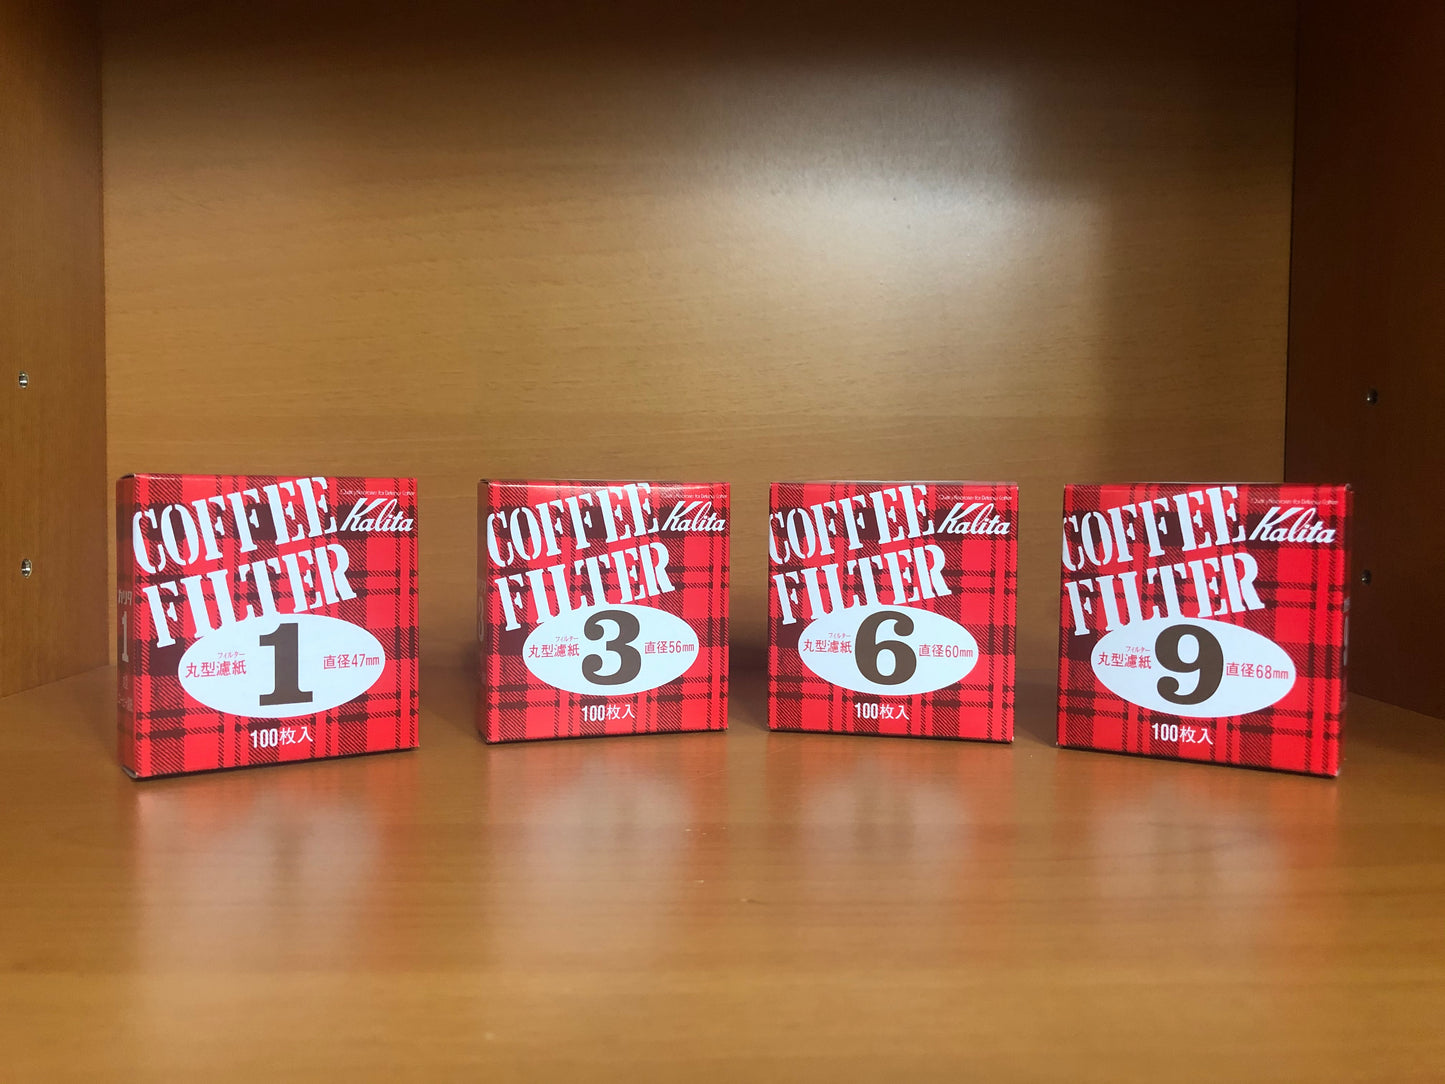 COFFEE
FILTER
Kalita
フィルター
丸型濾紙
1
直径47mm
100枚入
カリタ
1
COFFEE
FILTER
Kalita
フィルター
丸型濾紙
3
直径56mm
100枚入
3
COFFEE
FILTER
Kalita
フィルター
丸型濾紙
6
直径60mm
100枚入
COFFEE
FILTER
Kalita
フィルター
丸型濾紙
9
直径68mm
100枚入